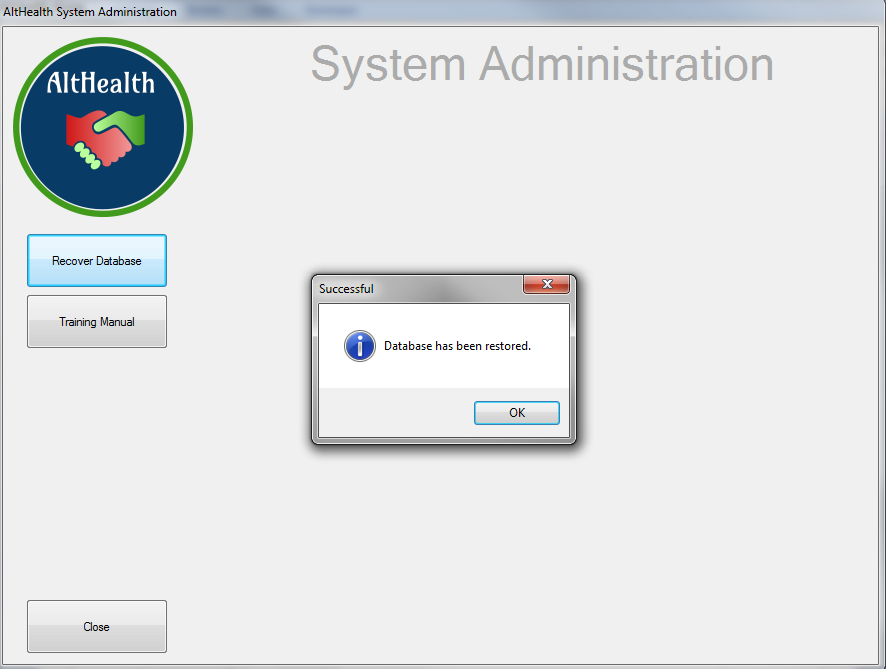 AltHealth System Administration
AltHealth
System Administration
Recover Database
Training Manual
Successful
Database has been restored.
OK
Close